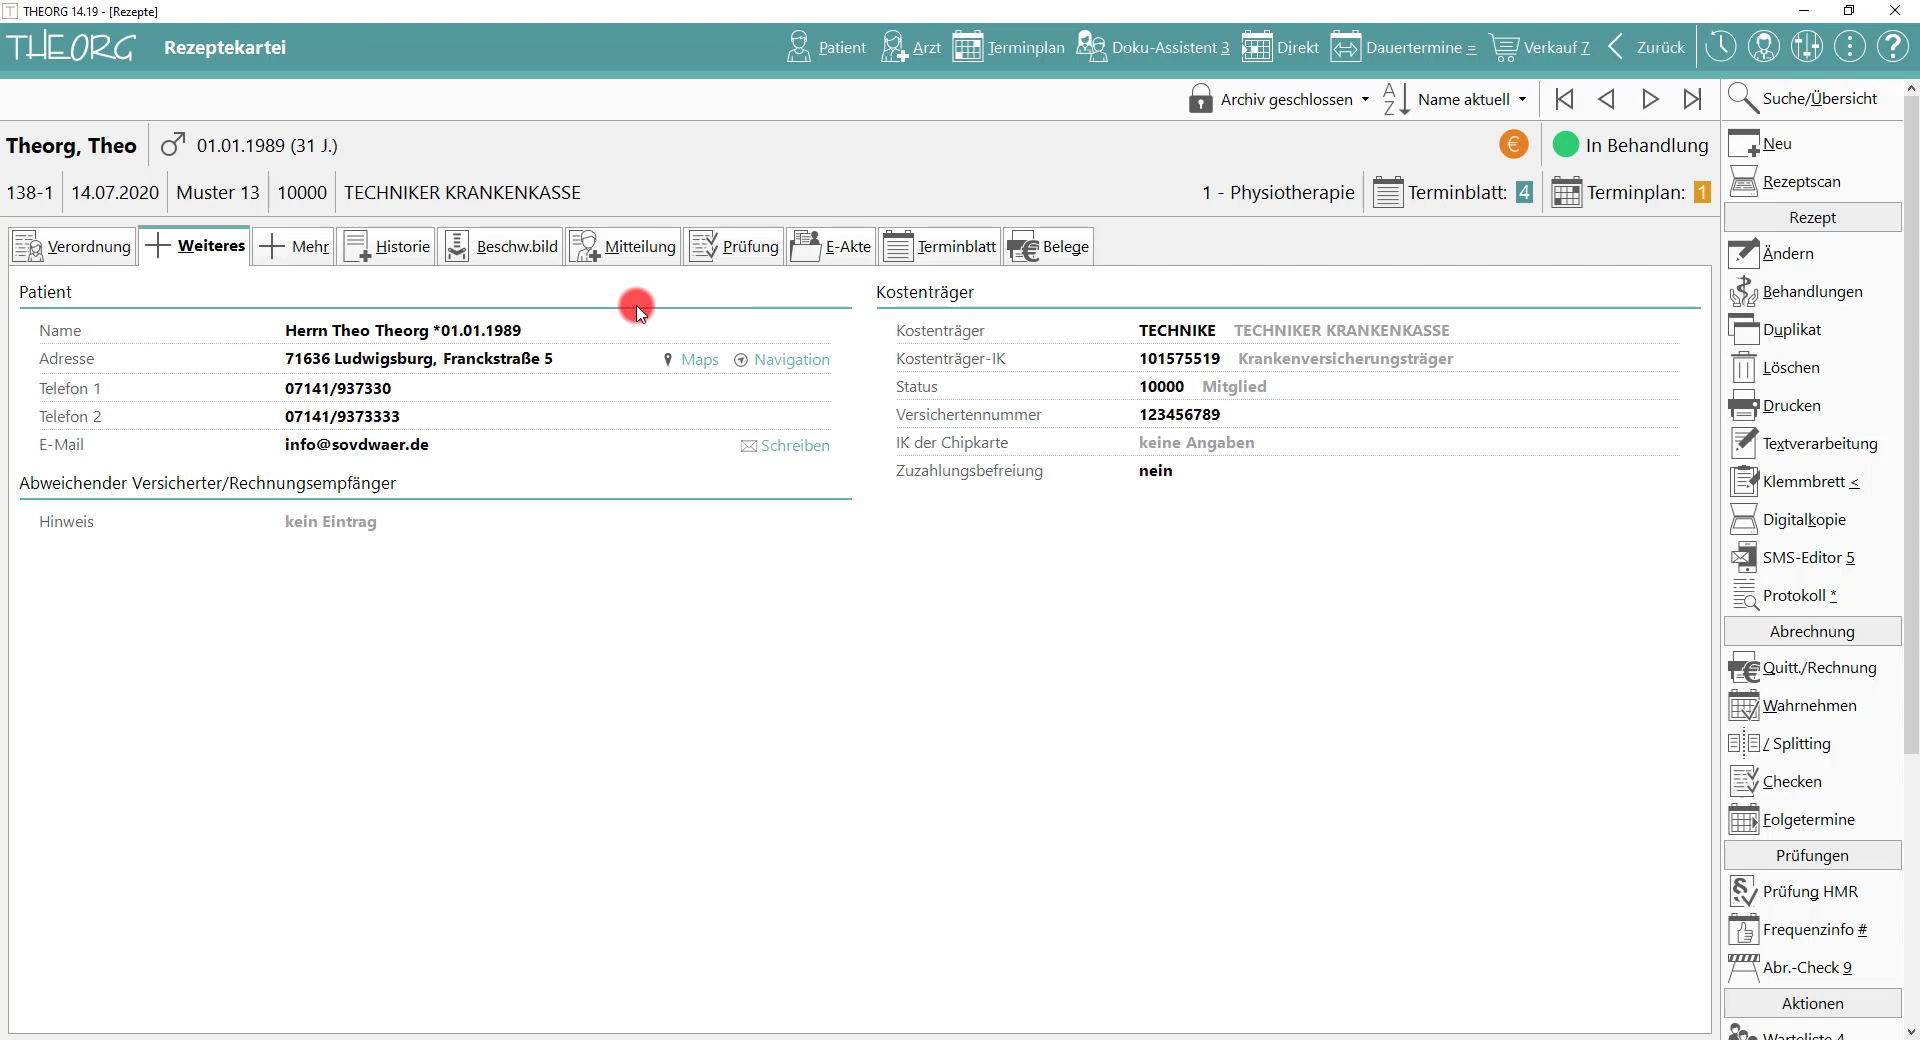 THEORG 14.19 - [Rezepte]
THEORG Rezeptekartei Patient Arzt Terminplan Doku-Assistent 3 Direkt Dauertermine = Verkauf 7 Zurück
Archiv geschlossen Name aktuell
Theorg, Theo 01.01.1989 (31 J.) € In Behandlung
138-1 14.07.2020 Muster 13 10000 TECHNIKER KRANKENKASSE 1 - Physiotherapie Terminblatt: 4 Terminplan: 1
Verordnung Weiteres Mehr Historie Beschw.bild Mitteilung Prüfung E-Akte Terminblatt Belege
Patient
Name Herrn Theo Theorg *01.01.1989
Adresse 71636 Ludwigsburg, Franckstraße 5 Maps Navigation
Telefon 1 07141/937330
Telefon 2 07141/9373333
E-Mail info@sovdwaer.de Schreiben
Abweichender Versicherter/Rechnungsempfänger
Hinweis kein Eintrag
Kostenträger
Kostenträger TECHNIKE TECHNIKER KRANKENKASSE
Kostenträger-IK 101575519 Krankenversicherungsträger
Status 10000 Mitglied
Versichertennummer 123456789
IK der Chipkarte keine Angaben
Zuzahlungsbefreiung nein
Suche/Übersicht
Neu
Rezeptscan
Rezept
Ändern
Behandlungen
Duplikat
Löschen
Drucken
Textverarbeitung
Klemmbrett <
Digitalkopie
SMS-Editor 5
Protokoll *
Abrechnung
Quitt./Rechnung
Wahrnehmen
/ Splitting
Checken
Folgetermine
Prüfungen
Prüfung HMR
Frequenzinfo #
Abr.-Check 9
Aktionen
Warteliste 4